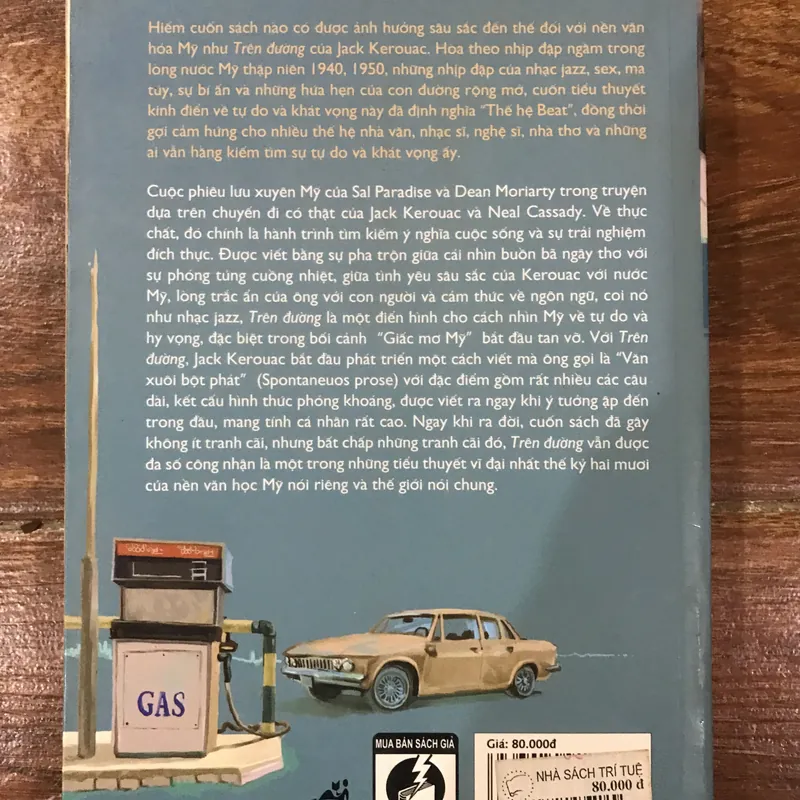 Hiếm cuốn sách nào có được ảnh hưởng sâu sắc đến thế đối với nền văn
hóa Mỹ như Trên đường của Jack Kerouac. Hòa theo nhịp đập ngầm trong
lòng nước Mỹ thập niên 1940, 1950, những nhịp đập của nhạc jazz, sex, ma
túy, sự bí ẩn và những hứa hẹn của con đường rộng mở, cuốn tiểu thuyết
kinh điển về tự do và khát vọng này đã định nghĩa "Thế hệ Beat", đồng thời
gợi cảm hứng cho nhiều thế hệ nhà văn, nhạc sĩ, nghệ sĩ, nhà thơ và những
ai vẫn hằng kiếm tìm sự tự do và khát vọng ấy.
Cuộc phiêu lưu xuyên Mỹ của Sal Paradise và Dean Moriarty trong truyện
dựa trên chuyến đi có thật của Jack Kerouac và Neal Cassady. Về thực
chất, đó chính là hành trình tìm kiếm ý nghĩa cuộc sống và sự trải nghiệm
đích thực. Được viết bằng sự pha trộn giữa cái nhìn buồn bã ngây thơ với
sự phóng túng cuồng nhiệt, giữa tình yêu sâu sắc của Kerouac với nước
Mỹ, lòng trắc ẩn của ông với con người và cảm thức về ngôn ngữ, coi nó
như nhạc jazz, Trên đường là một điển hình cho cách nhìn Mỹ về tự do và
hy vọng, đặc biệt trong bối cảnh "Giấc mơ Mỹ" bắt đầu tan vỡ. Với Trên
đường, Jack Kerouac bắt đầu phát triển một cách viết mà ông gọi là "Văn
xuôi bột phát" (Spontaneuos prose) với đặc điểm gồm rất nhiều các câu
dài, kết cấu hình thức phóng khoáng, được viết ra ngay khi ý tưởng ập đến
trong đầu, mang tính cá nhân rất cao. Ngay khi ra đời, cuốn sách đã gây
không ít tranh cãi, nhưng bất chấp những tranh cãi đó, Trên đường vẫn được
đa số công nhận là một trong những tiểu thuyết vĩ đại nhất thế kỷ hai mươi
của nền văn học Mỹ nói riêng và thế giới nói chung.
GAS
MUA BÁN SÁCH GIẢ
Giá: 80.000đ
NHÀ SÁCH TRÍ TUỆ
80.000 đ